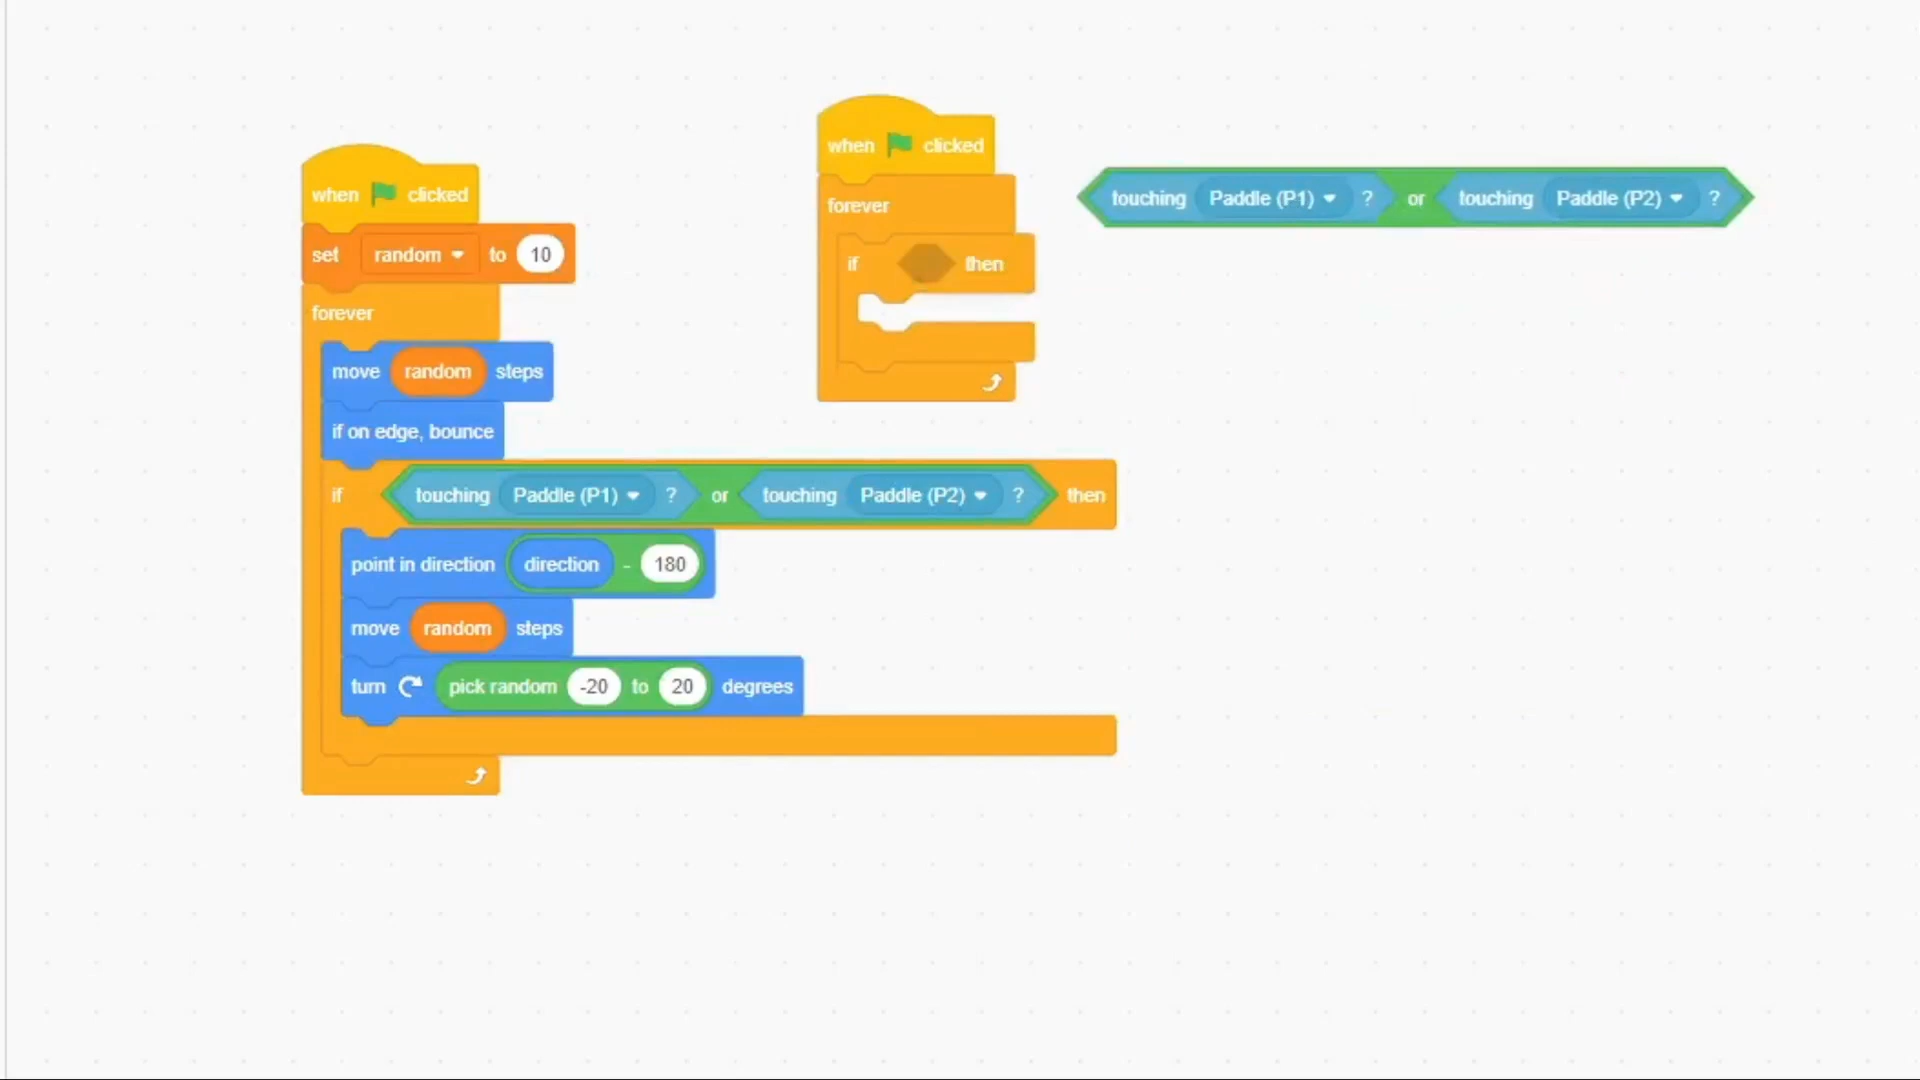 when clicked
set random to 10
forever
move random steps
if on edge, bounce
if touching Paddle (P1) ? or touching Paddle (P2) ? then
point in direction direction - 180
move random steps
turn pick random -20 to 20 degrees
when clicked
forever
if then
touching Paddle (P1) ? or touching Paddle (P2) ?